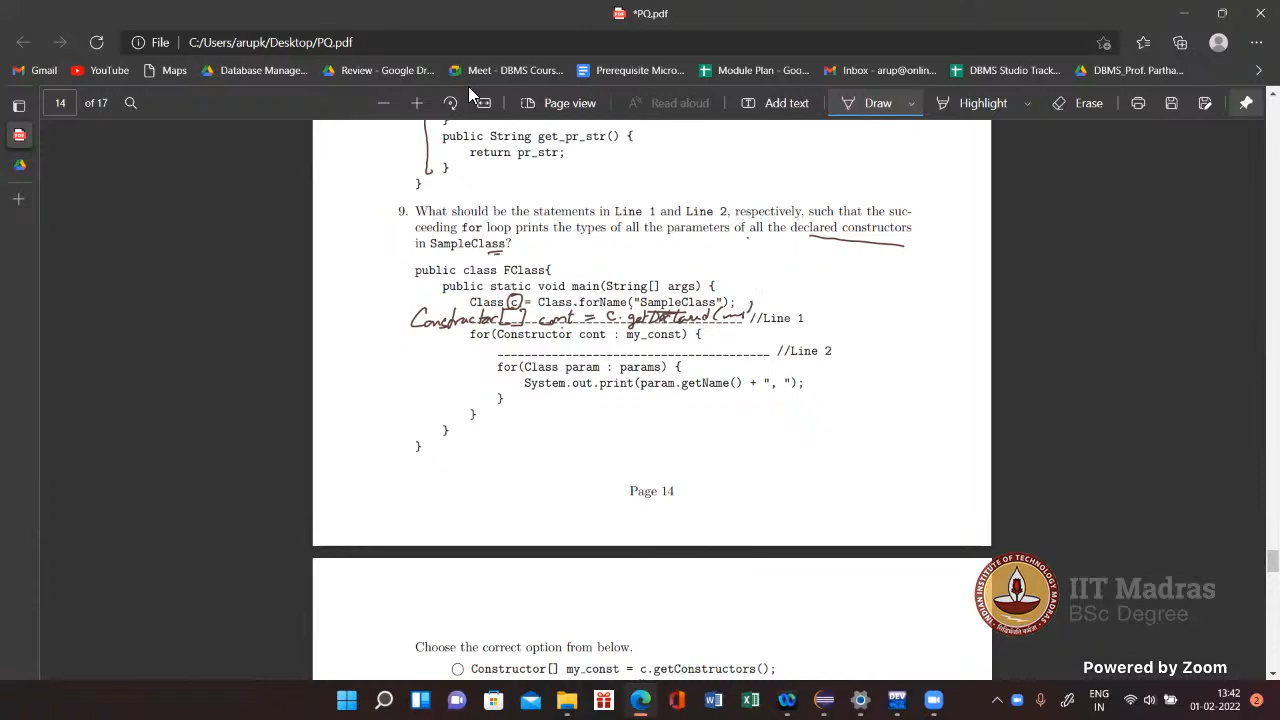 *PQ.pdf
File C:/Users/arupk/Desktop/PQ.pdf
Gmail YouTube Maps Database Manage... Review - Google Dr... Meet - DBMS Cours... Prerequisite Micro... Module Plan - Goo... Inbox - arup@onlin... DBMS Studio Track... DBMS_Prof. Partha...
14 of 17 Page view Read aloud Add text Draw Highlight Erase
}
public String get_pr_str() {
return pr_str;
}
}
9. What should be the statements in Line 1 and Line 2, respectively, such that the suc-
ceeding for loop prints the types of all the parameters of all the declared constructors
in SampleClass?
public class FClass{
public static void main(String[] args) {
Class c = Class.forName("SampleClass");
Constructor[] cont = c. //Line 1
for(Constructor cont : my_const) {
//Line 2
for(Class param : params) {
System.out.print(param.getName() + ", ");
}
}
}
}
Page 14
IIT Madras
BSc Degree
Choose the correct option from below.
Constructor[] my_const = c.getConstructors();
Powered by Zoom
ENG
IN
13:42
01-02-2022
2